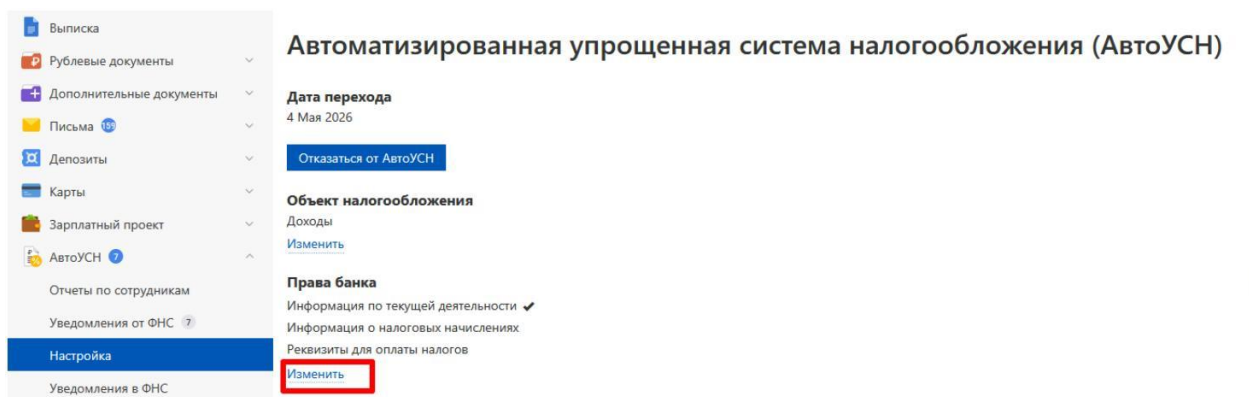 Выписка
Рублевые документы
Дополнительные документы
Письма 159
Депозиты
Карты
Зарплатный проект
АвтоУСН 7
Отчеты по сотрудникам
Уведомления от ФНС 7
Настройка
Уведомления в ФНС
Автоматизированная упрощенная система налогообложения (АвтоУСН)
Дата перехода
4 Мая 2026
Отказаться от АвтоУСН
Объект налогообложения
Доходы
Изменить
Права банка
Информация по текущей деятельности ✔
Информация о налоговых начислениях
Реквизиты для оплаты налогов
Изменить